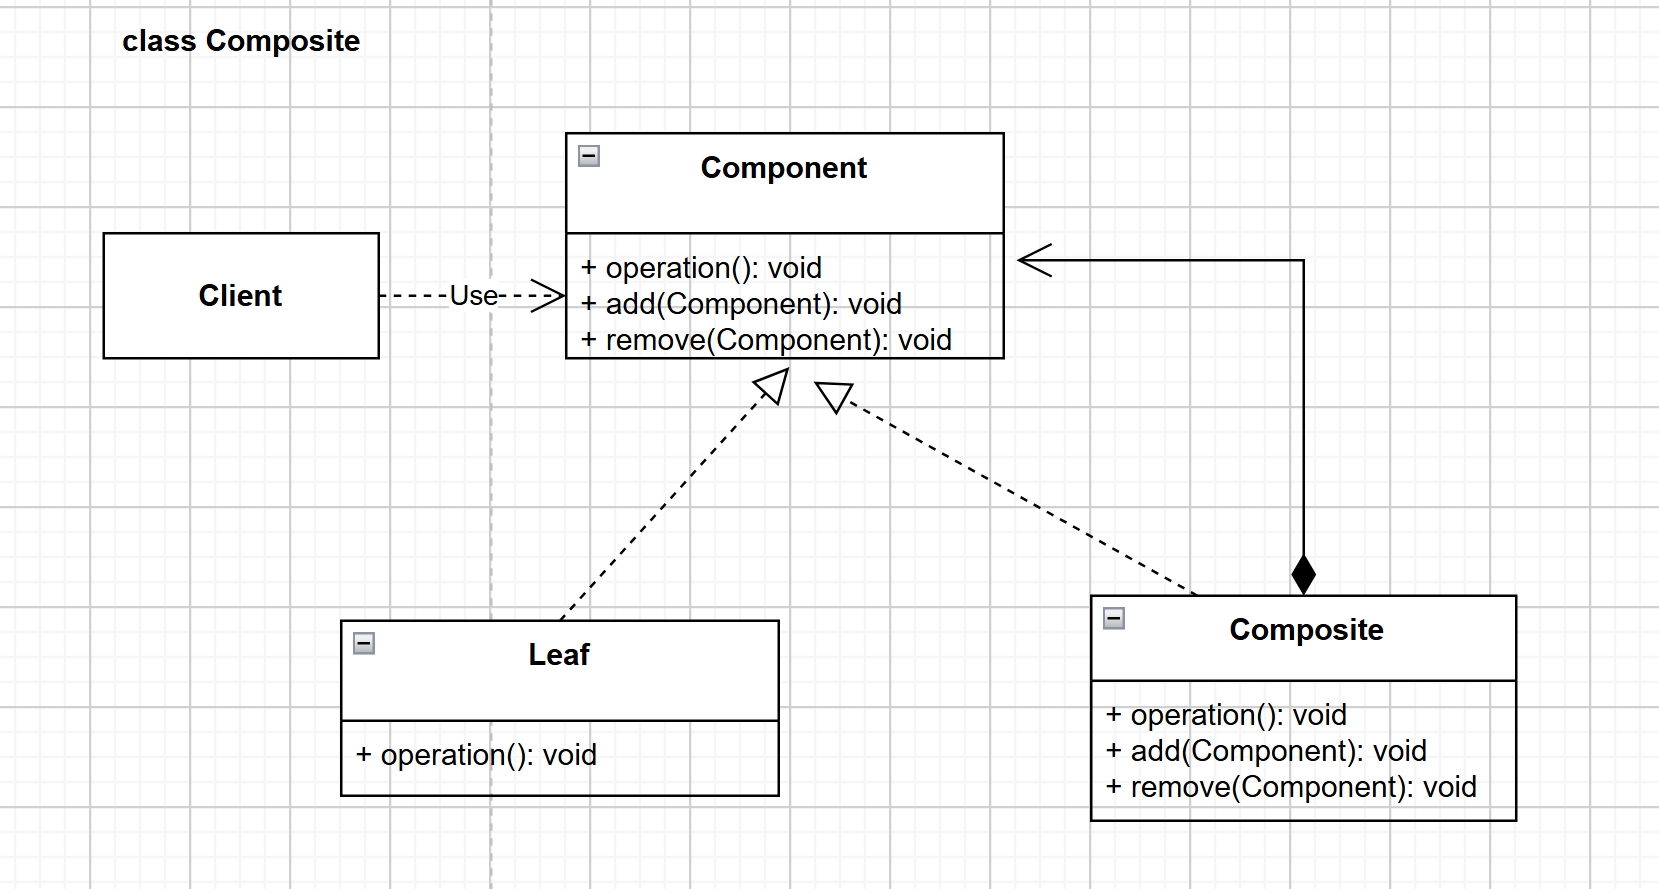 class Composite
Component
+ operation(): void
+ add(Component): void
+ remove(Component): void
Client
Use
Leaf
+ operation(): void
Composite
+ operation(): void
+ add(Component): void
+ remove(Component): void